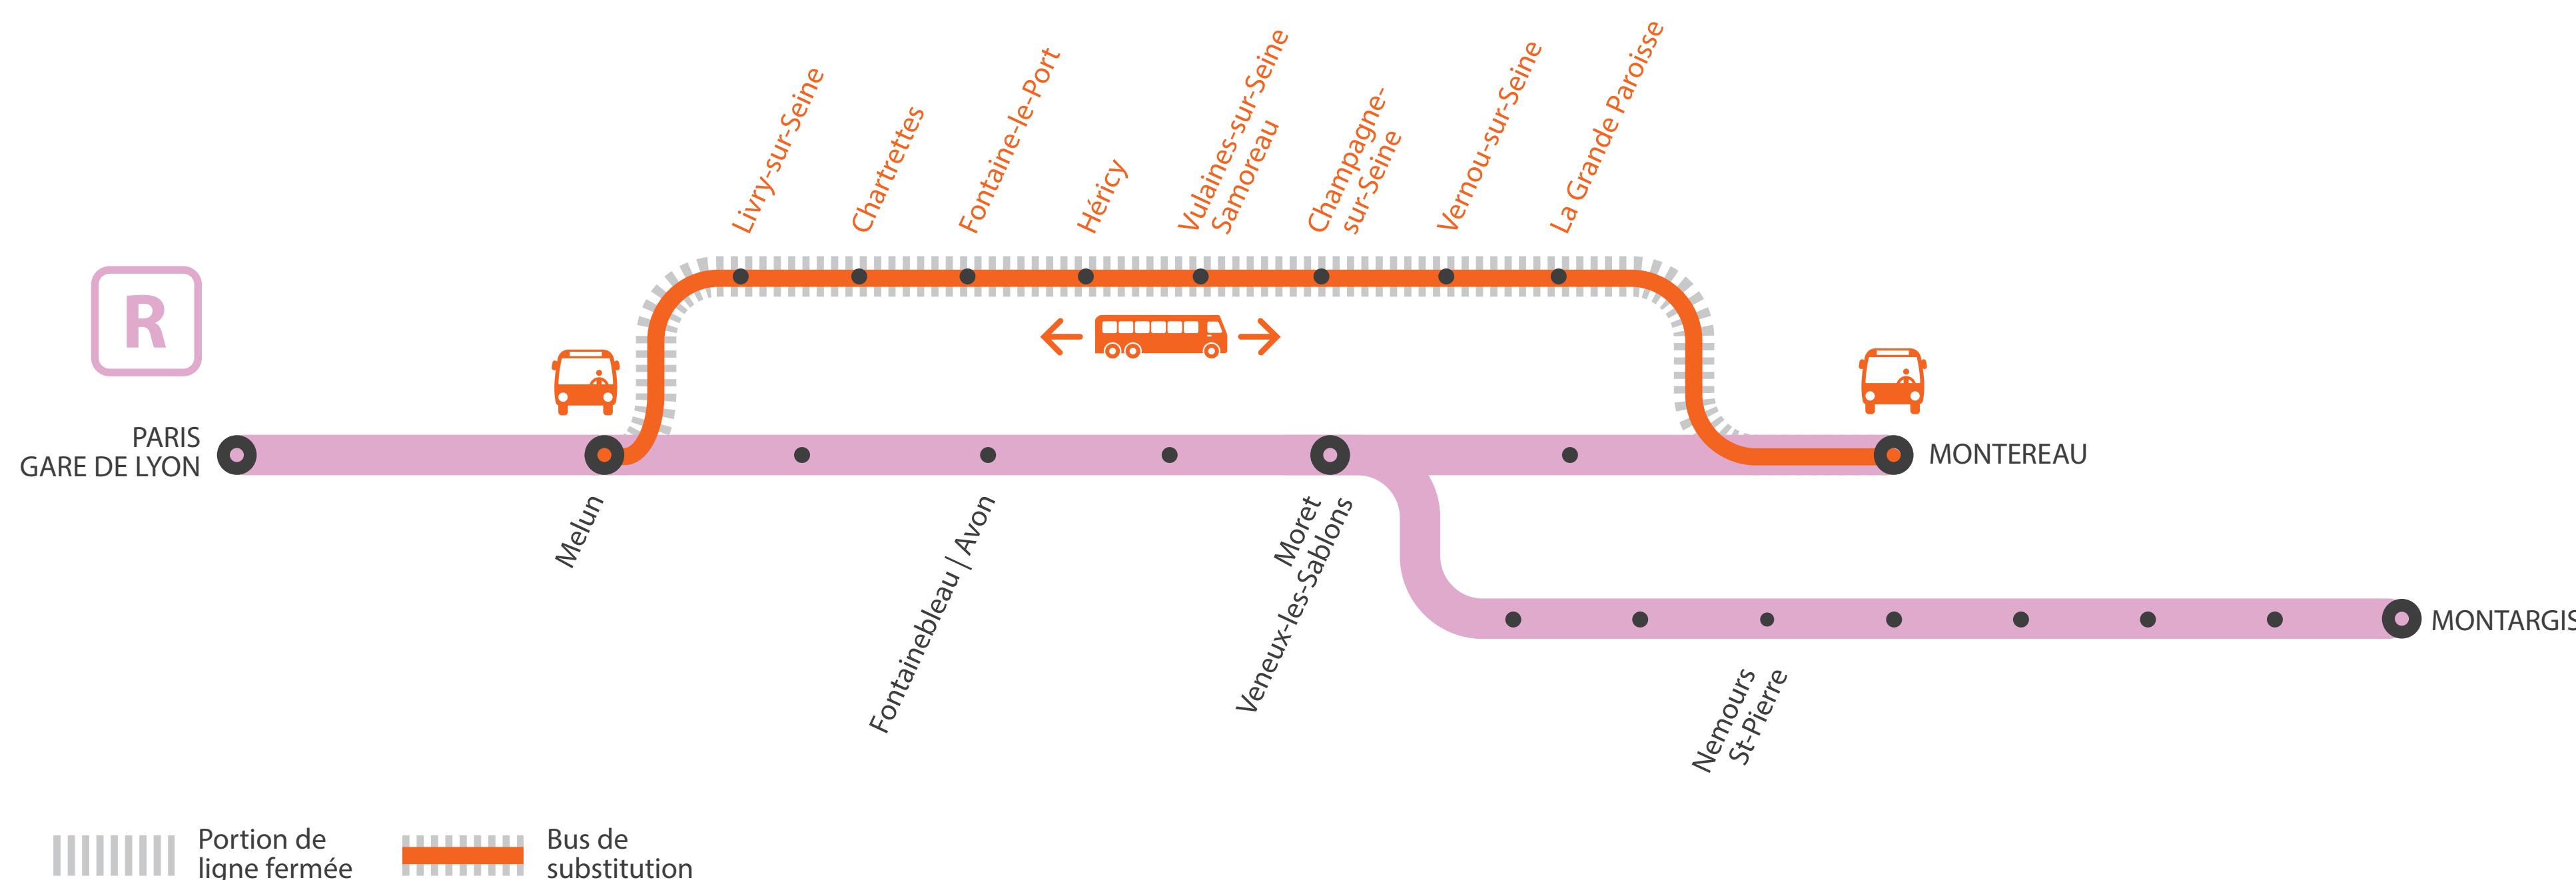 Livry-sur-Seine
Chartrettes
Fontaine-le-Port
Héricy
Vulaines-sur-Seine
Samoreau
Champagne-
sur-Seine
Vernou-sur-Seine
La Grande Paroisse
R
PARIS
GARE DE LYON
MONTEREAU
Melun
Fontainebleau | Avon
Moret
Veneux-les-Sablons
MONTARGIS
Nemours
St-Pierre
Portion de
ligne fermée
Bus de
substitution